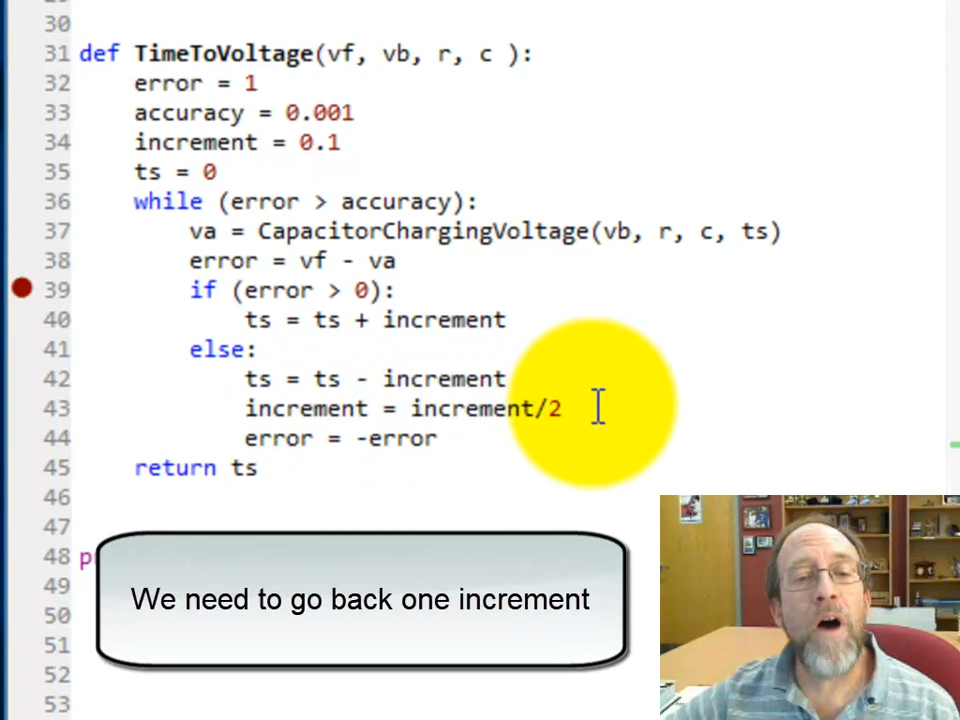 30
31 def TimeToVoltage(vf, vb, r, c ):
32 error = 1
33 accuracy = 0.001
34 increment = 0.1
35 ts = 0
36 while (error > accuracy):
37 va = CapacitorChargingVoltage(vb, r, c, ts)
38 error = vf - va
39 if (error > 0):
40 ts = ts + increment
41 else:
42 ts = ts - increment
43 increment = increment/2
44 error = -error
45 return ts
46
47
48 p
49
50
51
52
53
We need to go back one increment